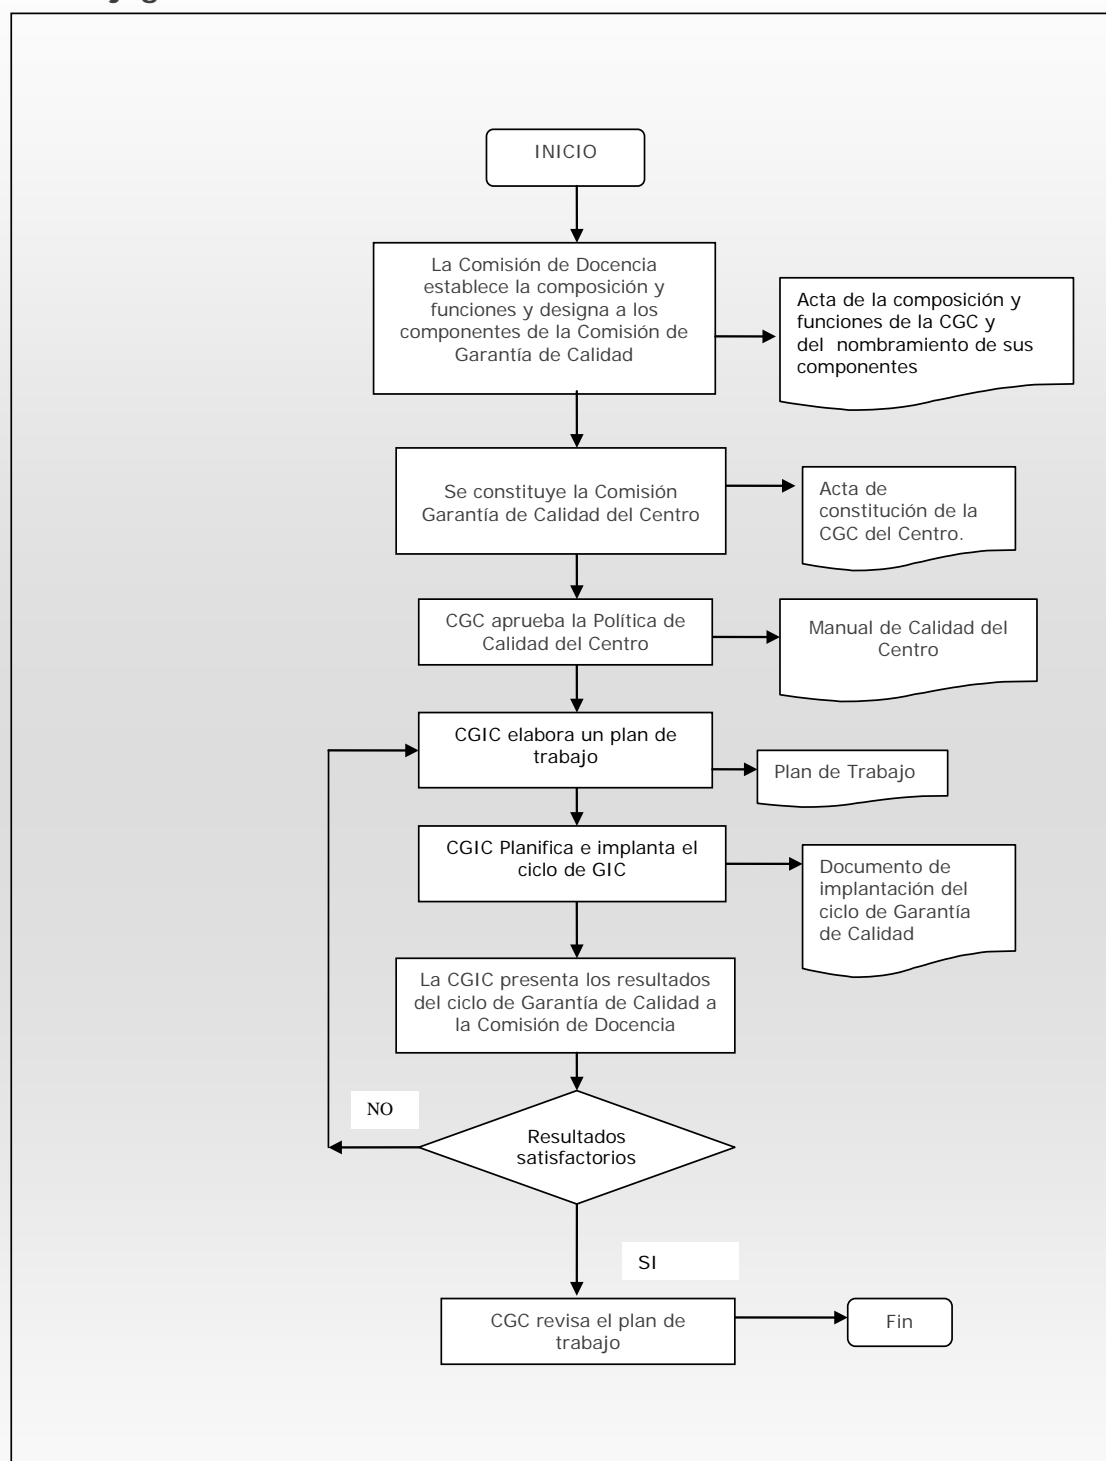 INICIO
La Comisión de Docencia
establece la composición y
funciones y designa a los
componentes de la Comisión de
Garantía de Calidad
Acta de la composición y
funciones de la CGC y
del nombramiento de sus
componentes
Se constituye la Comisión
Garantía de Calidad del Centro
Acta de
constitución de la
CGC del Centro.
CGC aprueba la Política de
Calidad del Centro
Manual de Calidad del
Centro
CGIC elabora un plan de
trabajo
Plan de Trabajo
CGIC Planifica e implanta el
ciclo de GIC
Documento de
implantación del
ciclo de Garantía
de Calidad
La CGIC presenta los resultados
del ciclo de Garantía de Calidad a
la Comisión de Docencia
NO
Resultados
satisfactorios
SI
CGC revisa el plan de
trabajo
Fin